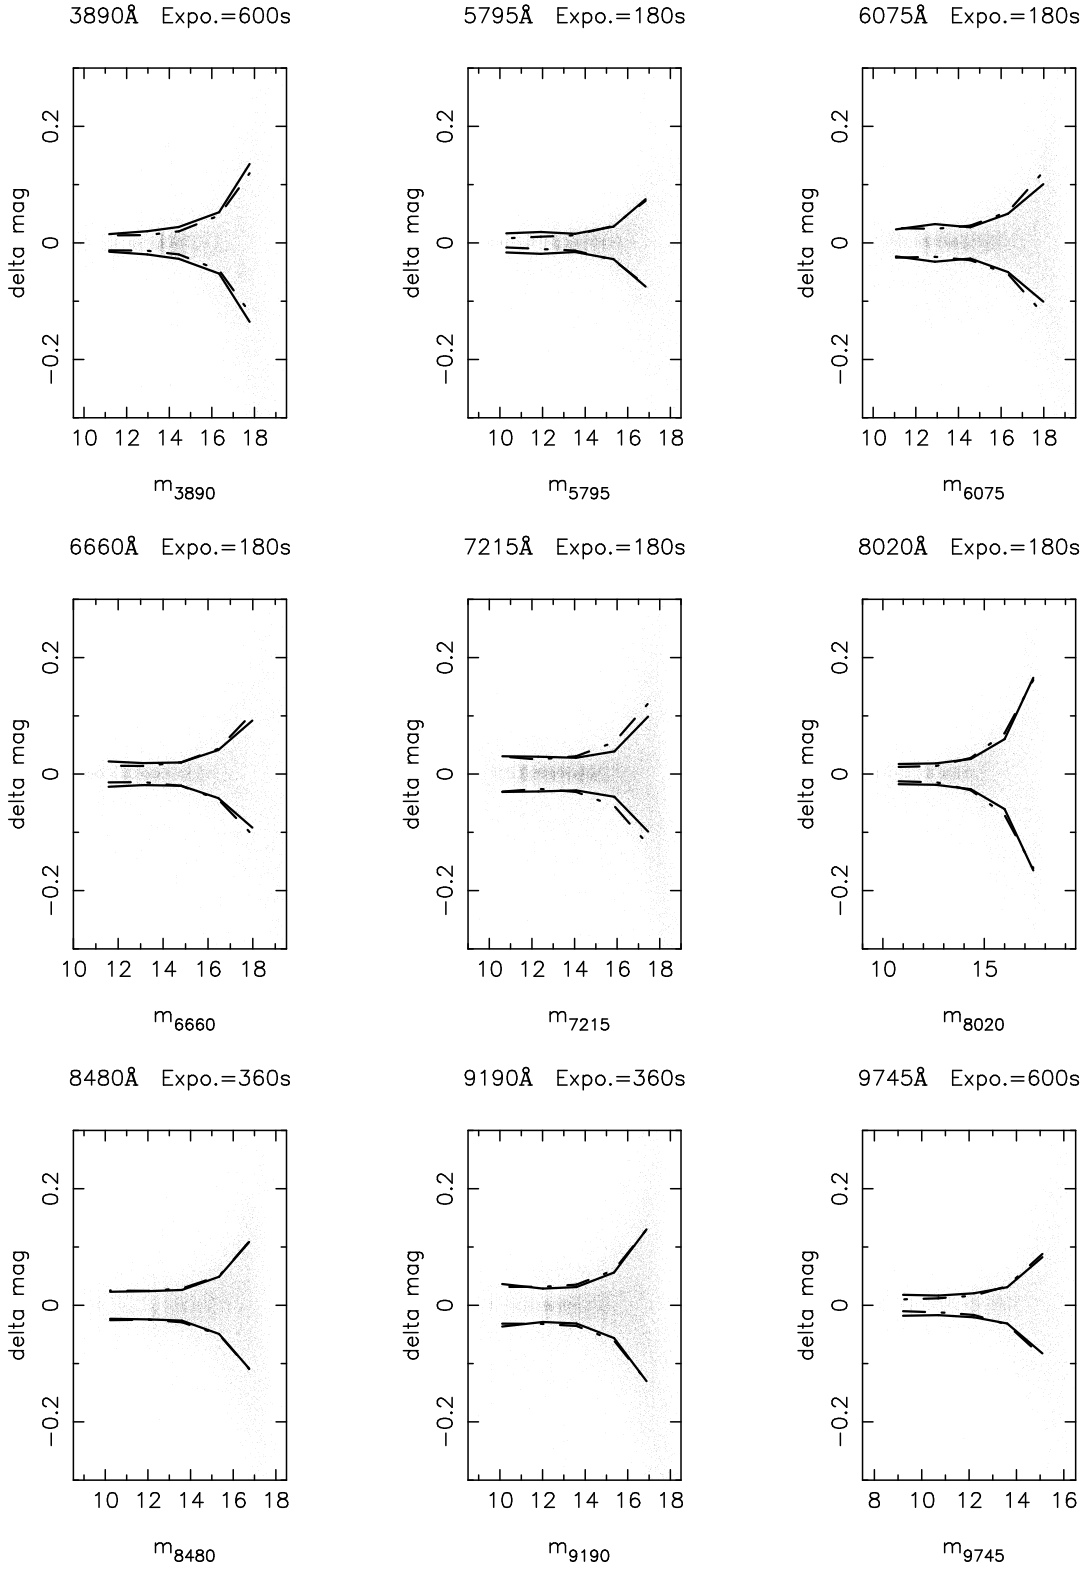 3890Å Expo.=600s
0.2
0
−0.2
delta mag
10 12 14 16 18
m3890
5795Å Expo.=180s
0.2
0
−0.2
delta mag
10 12 14 16 18
m5795
6075Å Expo.=180s
0.2
0
−0.2
delta mag
10 12 14 16 18
m6075
6660Å Expo.=180s
0.2
0
−0.2
delta mag
10 12 14 16 18
m6660
7215Å Expo.=180s
0.2
0
−0.2
delta mag
10 12 14 16 18
m7215
8020Å Expo.=180s
0.2
0
−0.2
delta mag
10 15
m8020
8480Å Expo.=360s
0.2
0
−0.2
delta mag
10 12 14 16 18
m8480
9190Å Expo.=360s
0.2
0
−0.2
delta mag
10 12 14 16 18
m9190
9745Å Expo.=600s
0.2
0
−0.2
delta mag
8 10 12 14 16
m9745